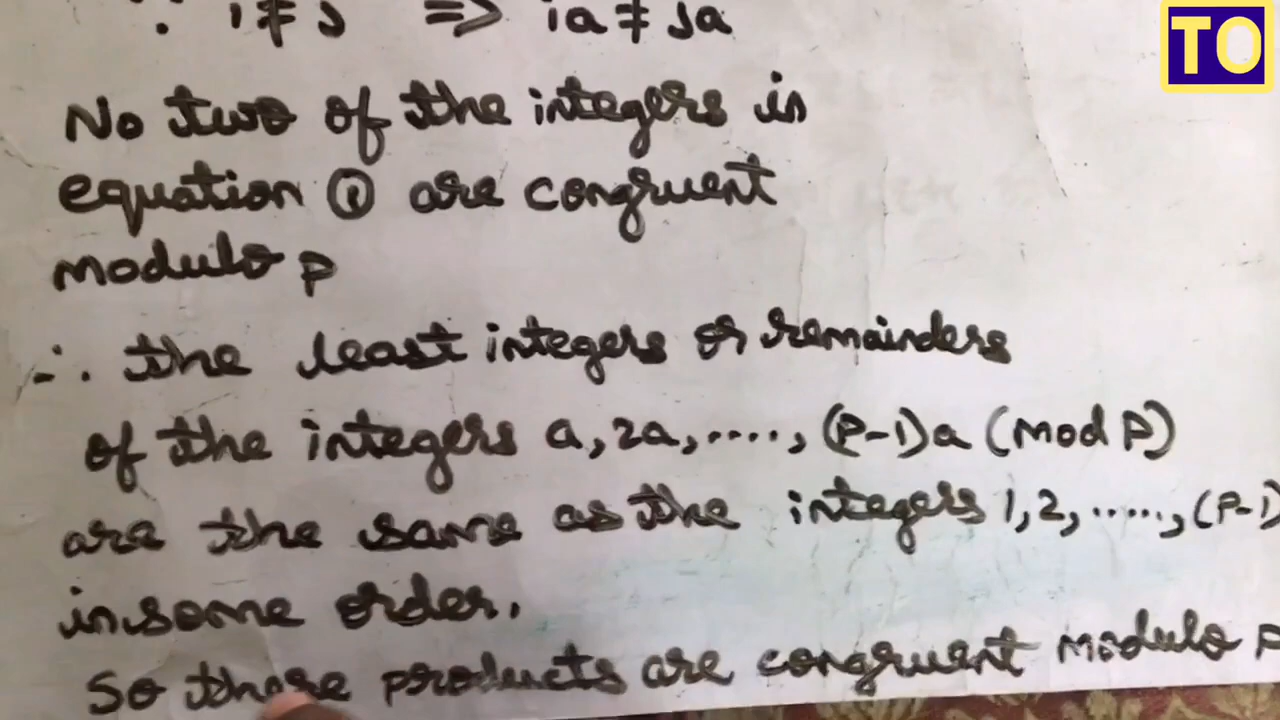 ∵ i ≠ j ⇒ ia ≠ ja
TO
No two of the integers in
equation ① are congruent
modulo P
∴ the least integers or remainders
of the integers a, 2a, ...., (P-1)a (mod P)
are the same as the integers 1, 2, ....., (P-1)
in some order.
So these products are congruent modulo P